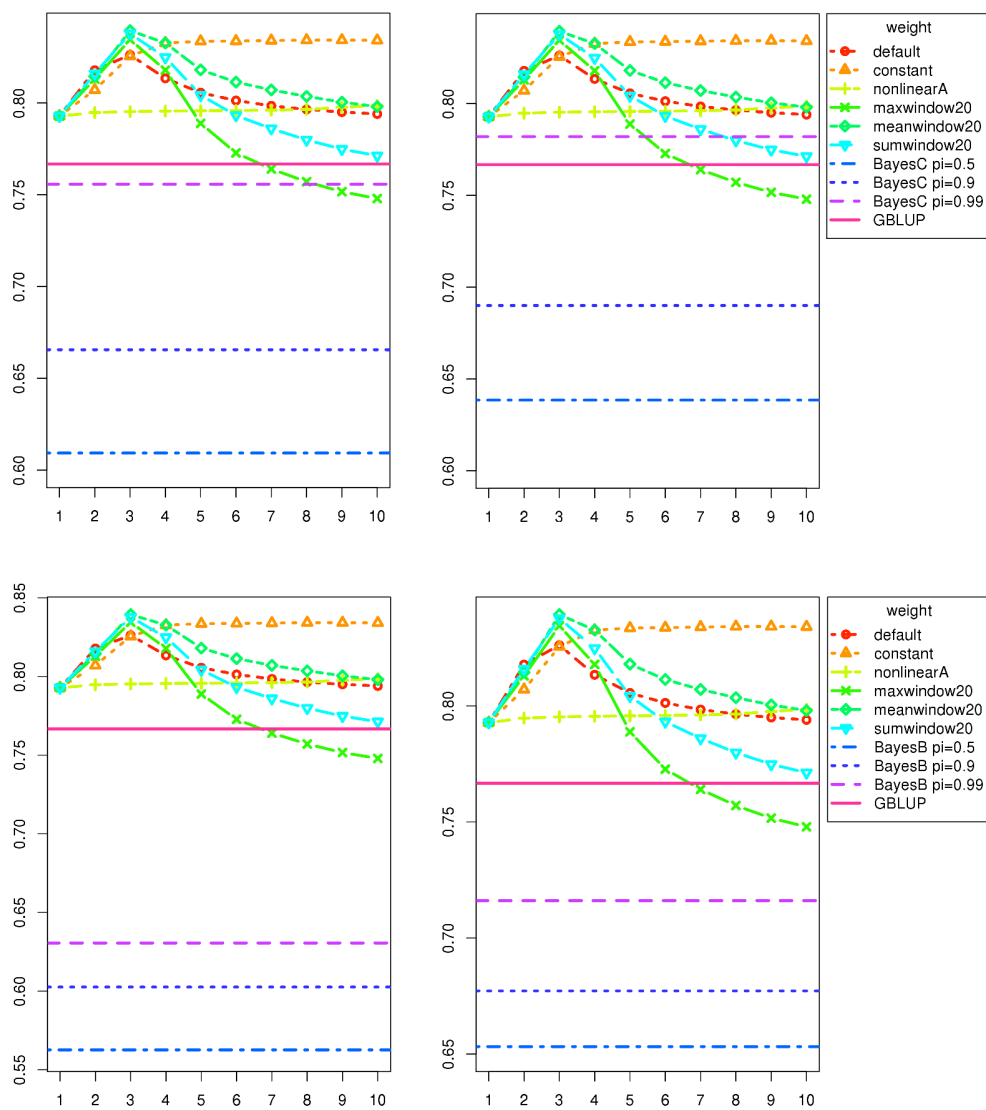 0.60 0.65 0.70 0.75 0.80
1 2 3 4 5 6 7 8 9 10
0.60 0.65 0.70 0.75 0.80
1 2 3 4 5 6 7 8 9 10
weight
default
constant
nonlinearA
maxwindow20
meanwindow20
sumwindow20
BayesC pi=0.5
BayesC pi=0.9
BayesC pi=0.99
GBLUP
0.55 0.60 0.65 0.70 0.75 0.80 0.85
1 2 3 4 5 6 7 8 9 10
0.65 0.70 0.75 0.80
1 2 3 4 5 6 7 8 9 10
weight
default
constant
nonlinearA
maxwindow20
meanwindow20
sumwindow20
BayesB pi=0.5
BayesB pi=0.9
BayesB pi=0.99
GBLUP